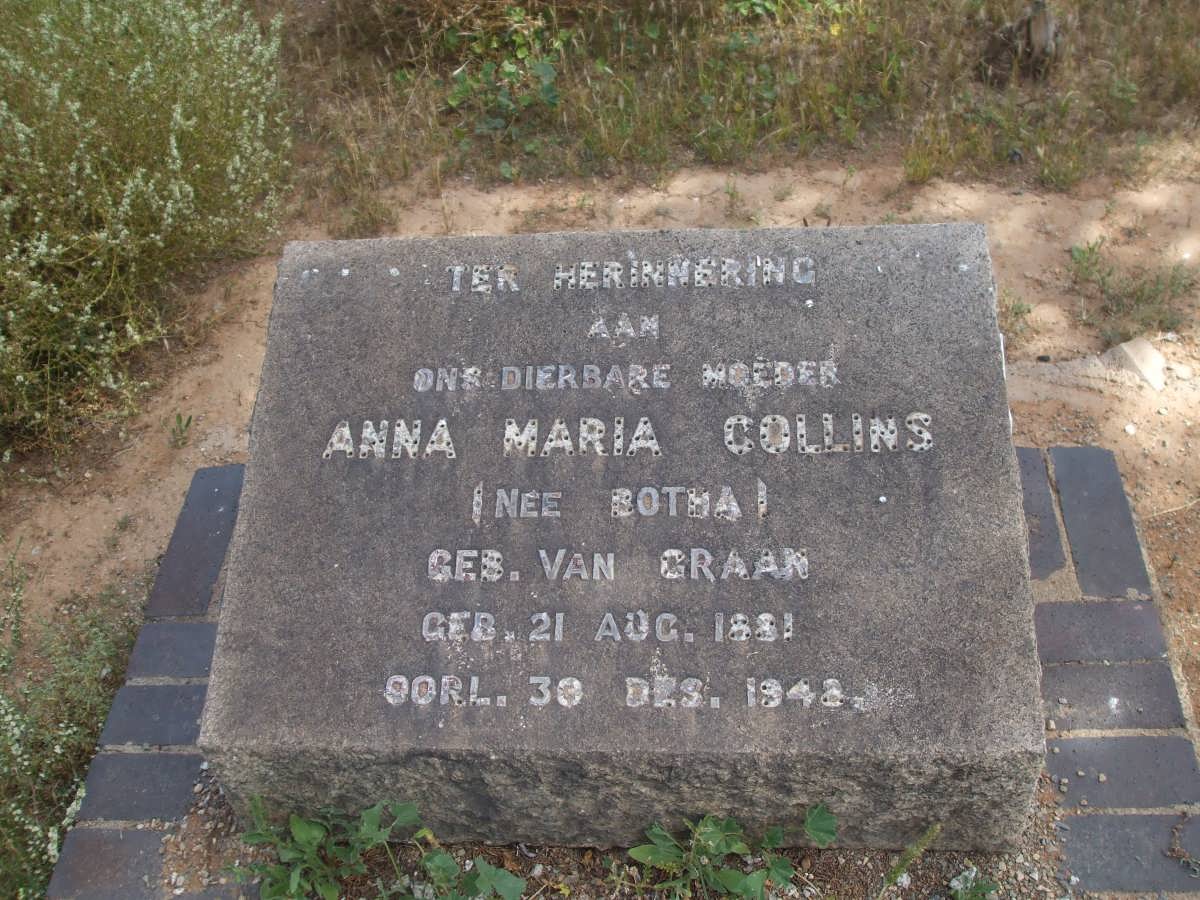 TER HERINNERING
AAN
ONS DIERBARE MOEDER
ANNA MARIA COLLINS
(NEE BOTHA)
GEB. VAN GRAAN
GEB. 21 AUG. 1881
OORL. 30 DES. 1948.